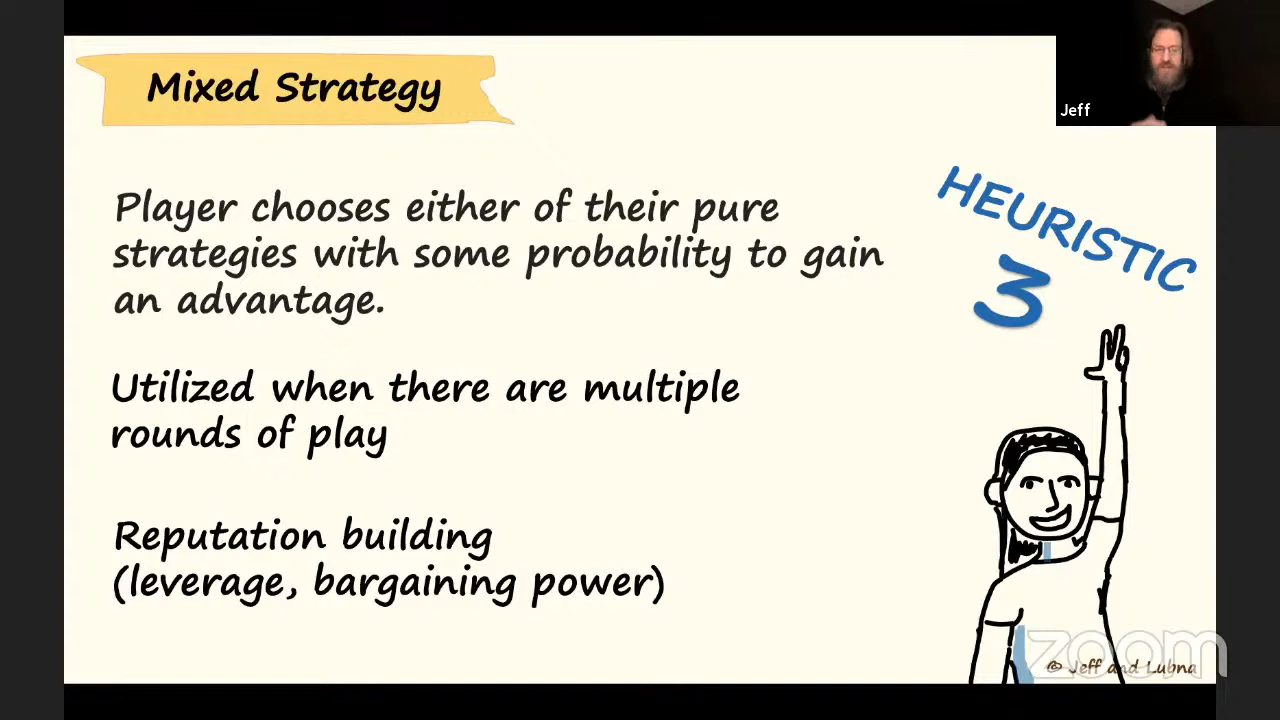 Mixed Strategy
Jeff
Player chooses either of their pure
strategies with some probability to gain
an advantage.
HEURISTIC
3
Utilized when there are multiple
rounds of play
Reputation building
(leverage, bargaining power)
zoom
© Jeff and Lubna